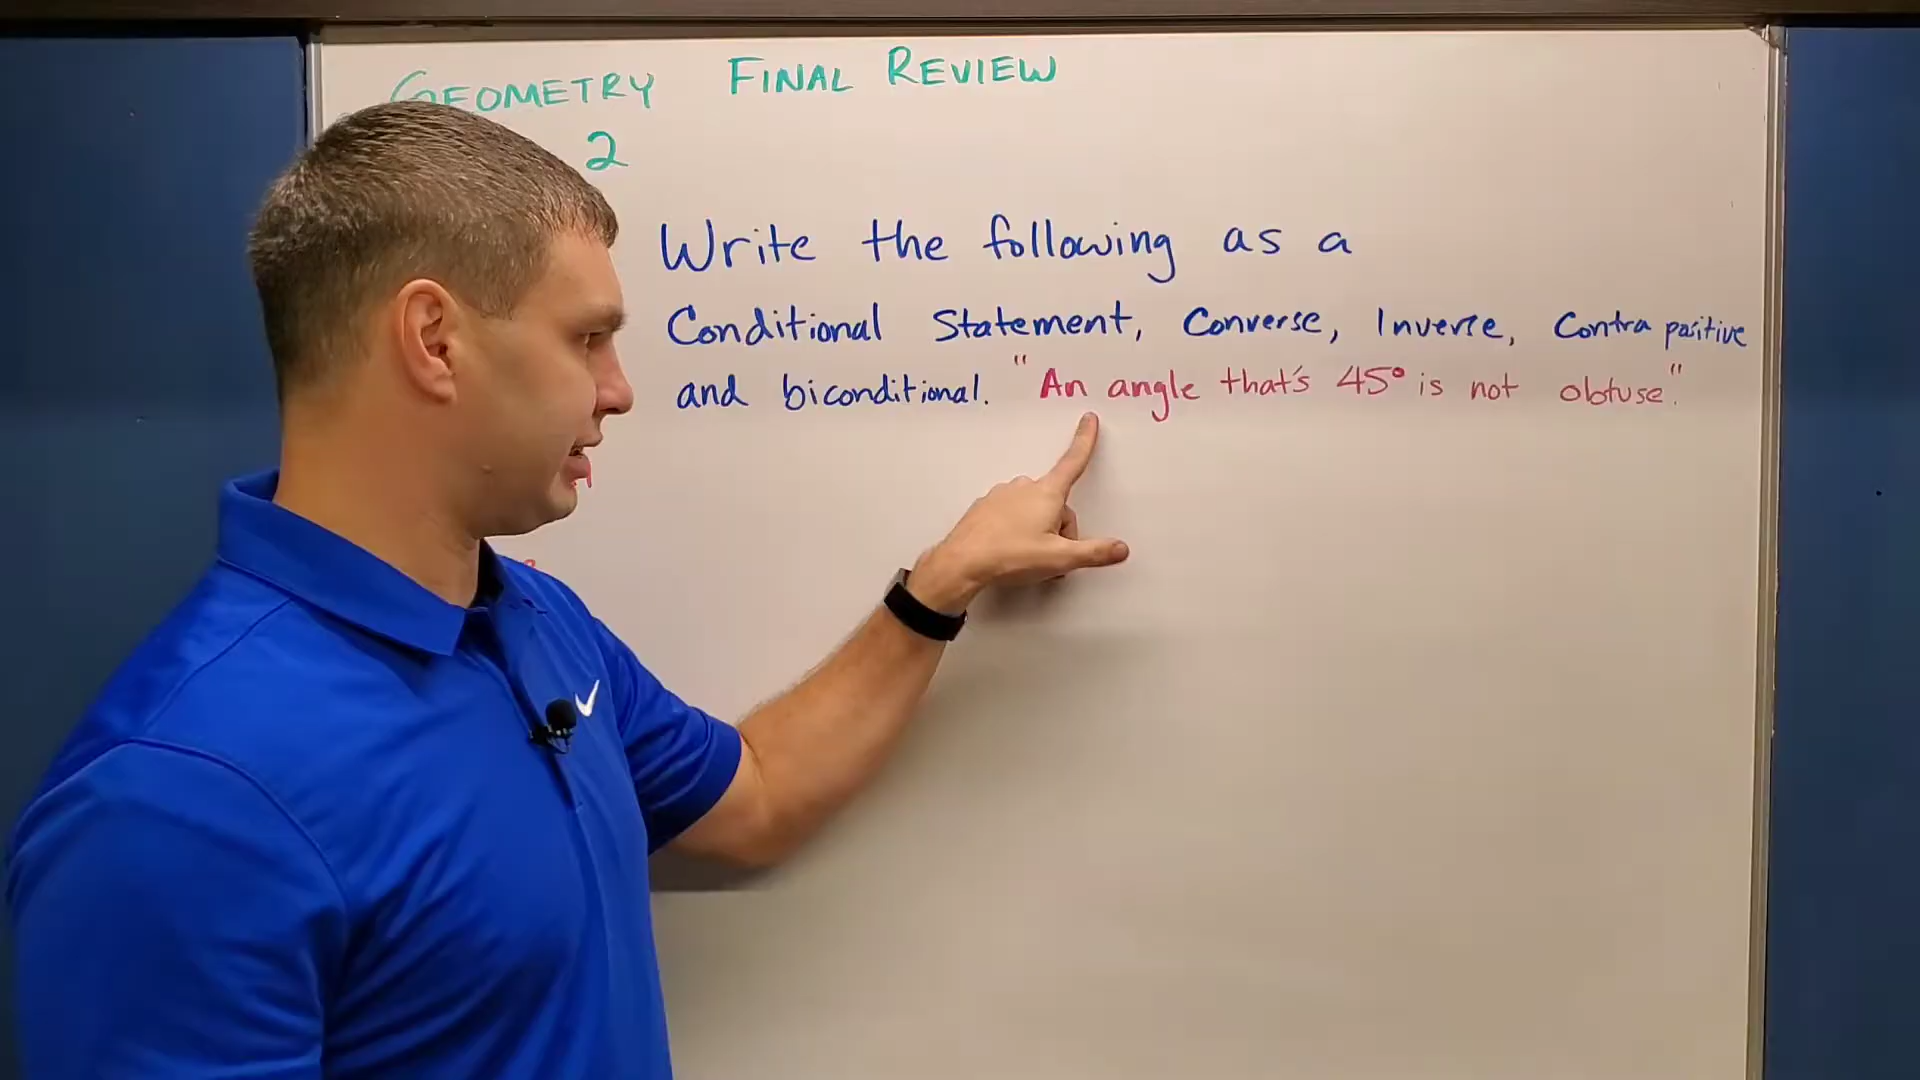 GEOMETRY FINAL REVIEW
2
Write the following as a
Conditional Statement, Converse, Inverse, Contrapositive
and biconditional. "An angle that's 45° is not obtuse."